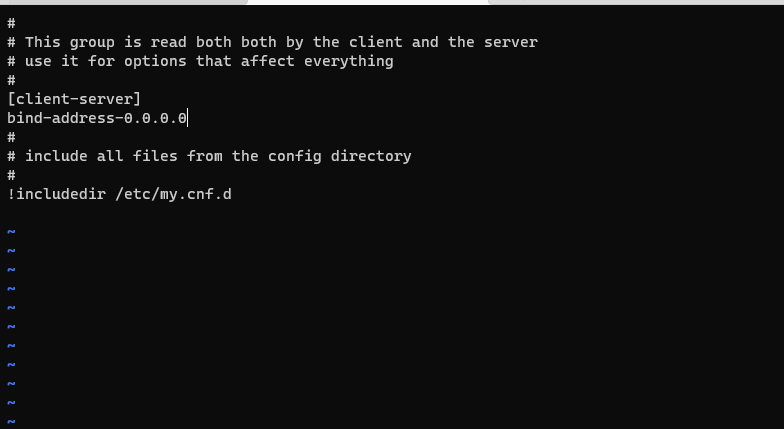 #
# This group is read both both by the client and the server
# use it for options that affect everything
#
[client-server]
bind-address-0.0.0.0
#
# include all files from the config directory
#
!includedir /etc/my.cnf.d
~
~
~
~
~
~
~
~
~
~
~